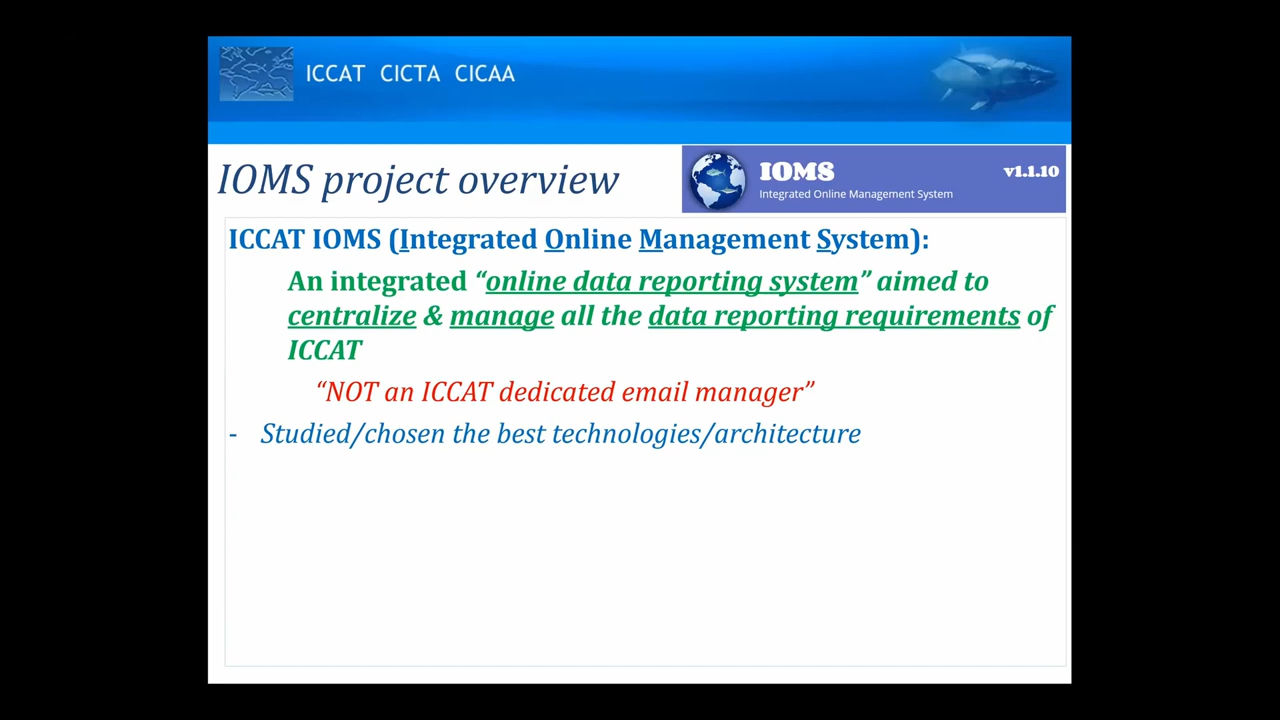 ICCAT CICTA CICAA
IOMS project overview
IOMS
v1.1.10
Integrated Online Management System
ICCAT IOMS (Integrated Online Management System):
An integrated “online data reporting system” aimed to
centralize & manage all the data reporting requirements of
ICCAT
“NOT an ICCAT dedicated email manager”
- Studied/chosen the best technologies/architecture